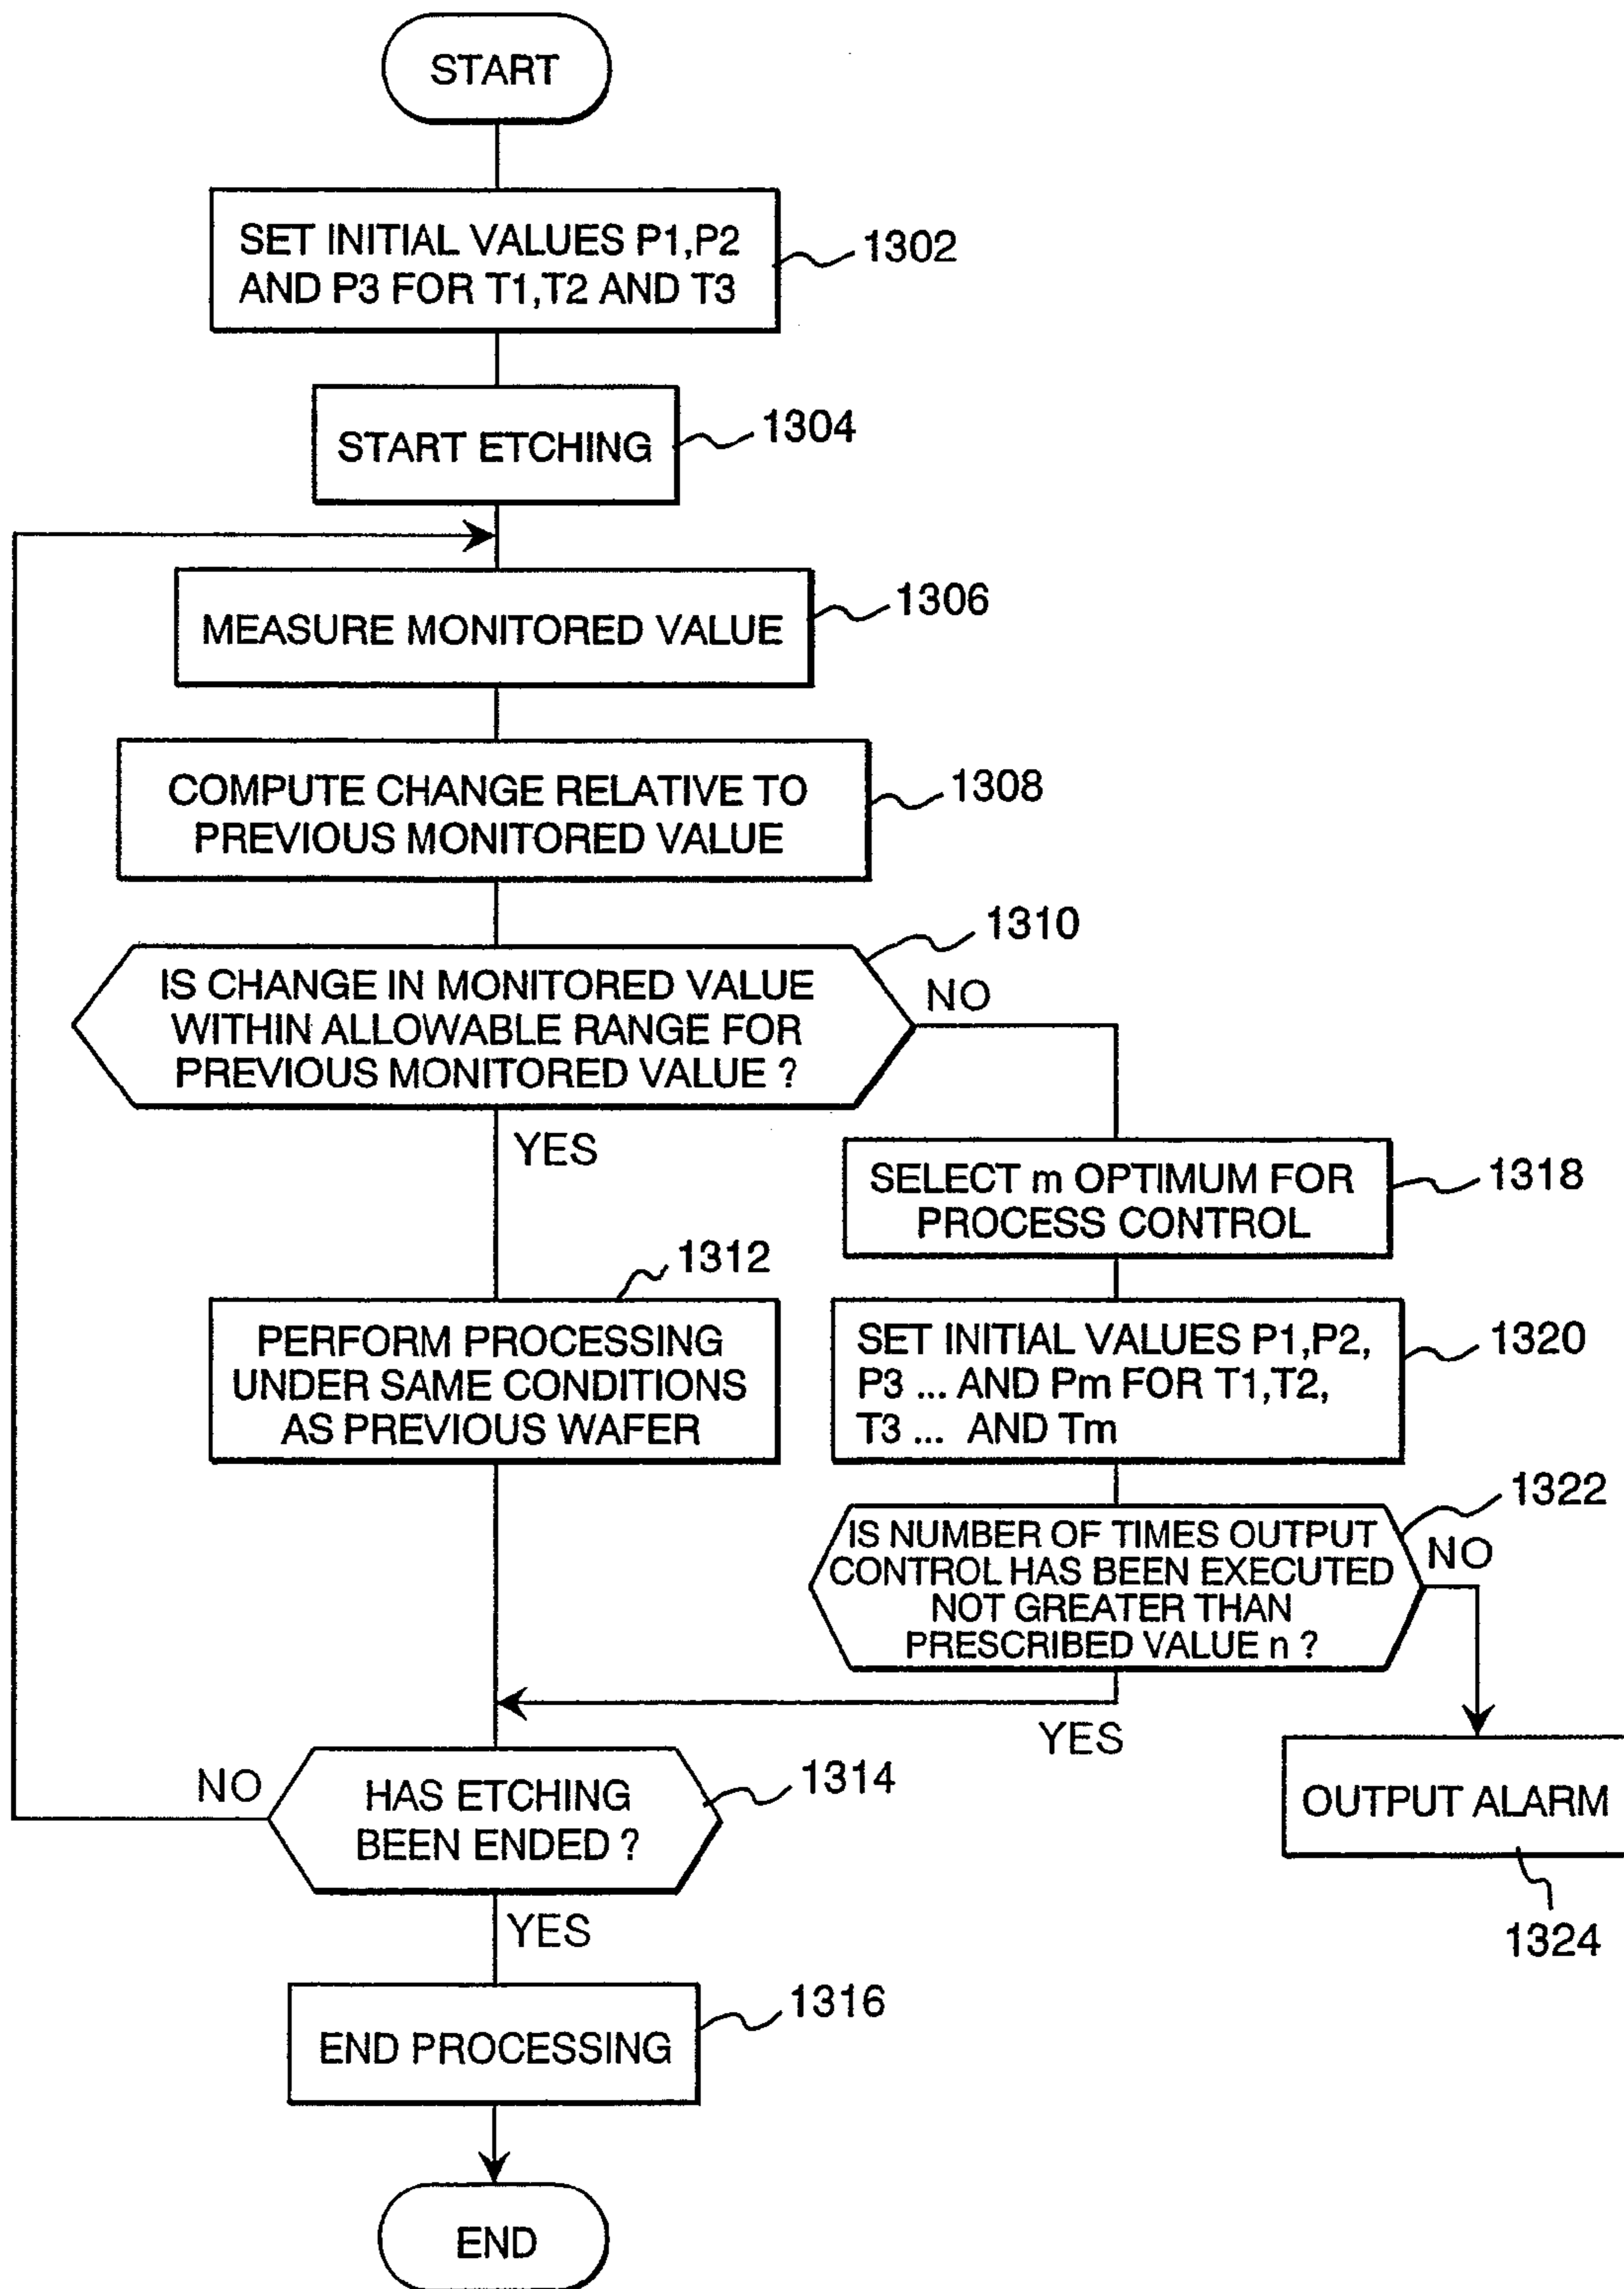 START
SET INITIAL VALUES P1,P2
AND P3 FOR T1,T2 AND T3
1302
START ETCHING
1304
MEASURE MONITORED VALUE
1306
COMPUTE CHANGE RELATIVE TO
PREVIOUS MONITORED VALUE
1308
1310
IS CHANGE IN MONITORED VALUE
WITHIN ALLOWABLE RANGE FOR
PREVIOUS MONITORED VALUE ?
NO
YES
SELECT m OPTIMUM FOR
PROCESS CONTROL
1318
1312
PERFORM PROCESSING
UNDER SAME CONDITIONS
AS PREVIOUS WAFER
SET INITIAL VALUES P1,P2,
P3 ... AND Pm FOR T1,T2,
T3 ... AND Tm
1320
1322
IS NUMBER OF TIMES OUTPUT
CONTROL HAS BEEN EXECUTED
NOT GREATER THAN
PRESCRIBED VALUE n ?
NO
YES
NO
HAS ETCHING
BEEN ENDED ?
1314
OUTPUT ALARM
1324
YES
END PROCESSING
1316
END